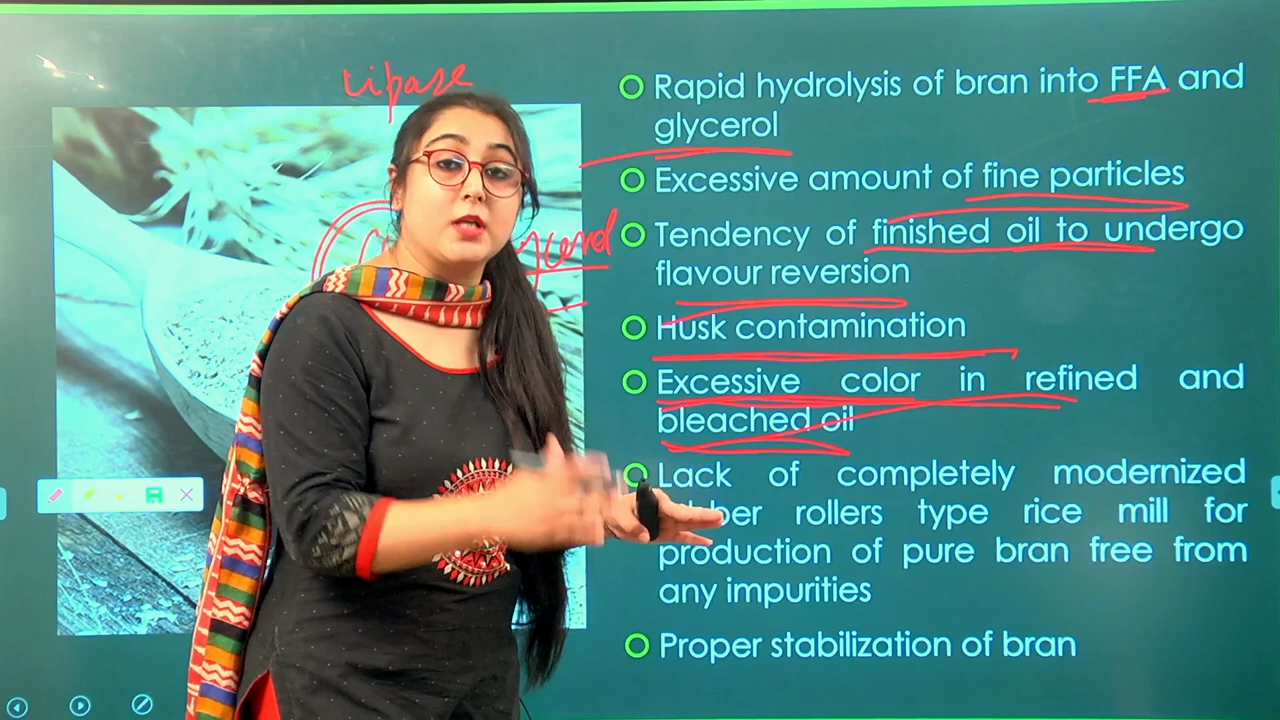 Lipase
Rapid hydrolysis of bran into FFA and
glycerol
Excessive amount of fine particles
Tendency of finished oil to undergo
flavour reversion
Husk contamination
Excessive color in refined and
bleached oil
Lack of completely modernized
rollers type rice mill for
production of pure bran free from
any impurities
Proper stabilization of bran